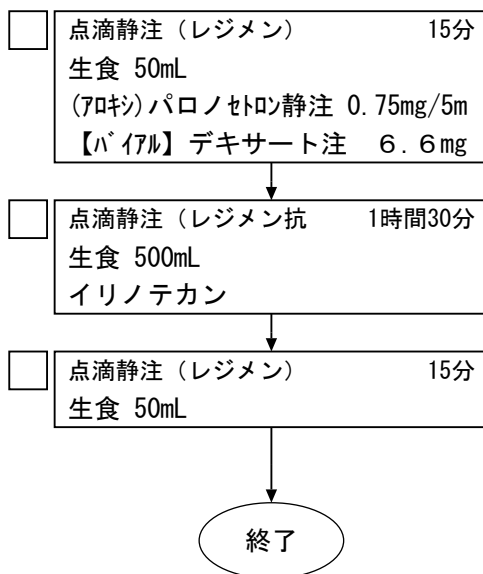 点滴静注（レジメン） 15分
生食 50mL
(ｱﾛｷｼ)パロノｾﾄﾛﾝ静注 0.75mg/5m
【ﾊﾞｲｱﾙ】デキサート注 ６.６mg
点滴静注（レジメン抗 1時間30分
生食 500mL
イリノテカン
点滴静注（レジメン） 15分
生食 50mL
終了